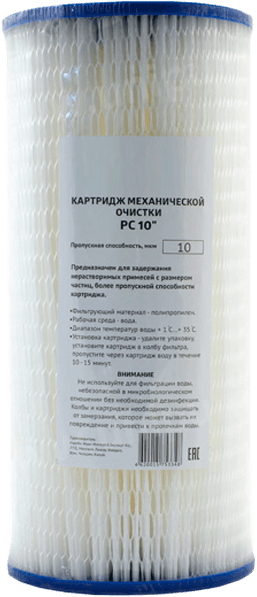 КАРТРИДЖ МЕХАНИЧЕСКОЙ
ОЧИСТКИ
PC 10"
Пропускная способность, мкм 10
Предназначен для задержания
нерастворимых примесей с размером
частиц, более пропускной способности
картриджа.
•Фильтрующий материал - полипропилен.
•Рабочая среда - вода.
•Диапазон температур воды + 1 С...+ 35 С.
•Установка картриджа - удалите упаковку,
установите картридж в колбу фильтра,
пропустите через картридж воду в течение
10 - 15 минут.
ВНИМАНИЕ
Не используйте для фильтрации воды,
небезопасной в микробиологическом
отношении без необходимой дезинфекции.
Колбы и картриджи необходимо защищать
от замерзания, которое может вызвать их
повреждение и привести к протечкам воды.
EAC